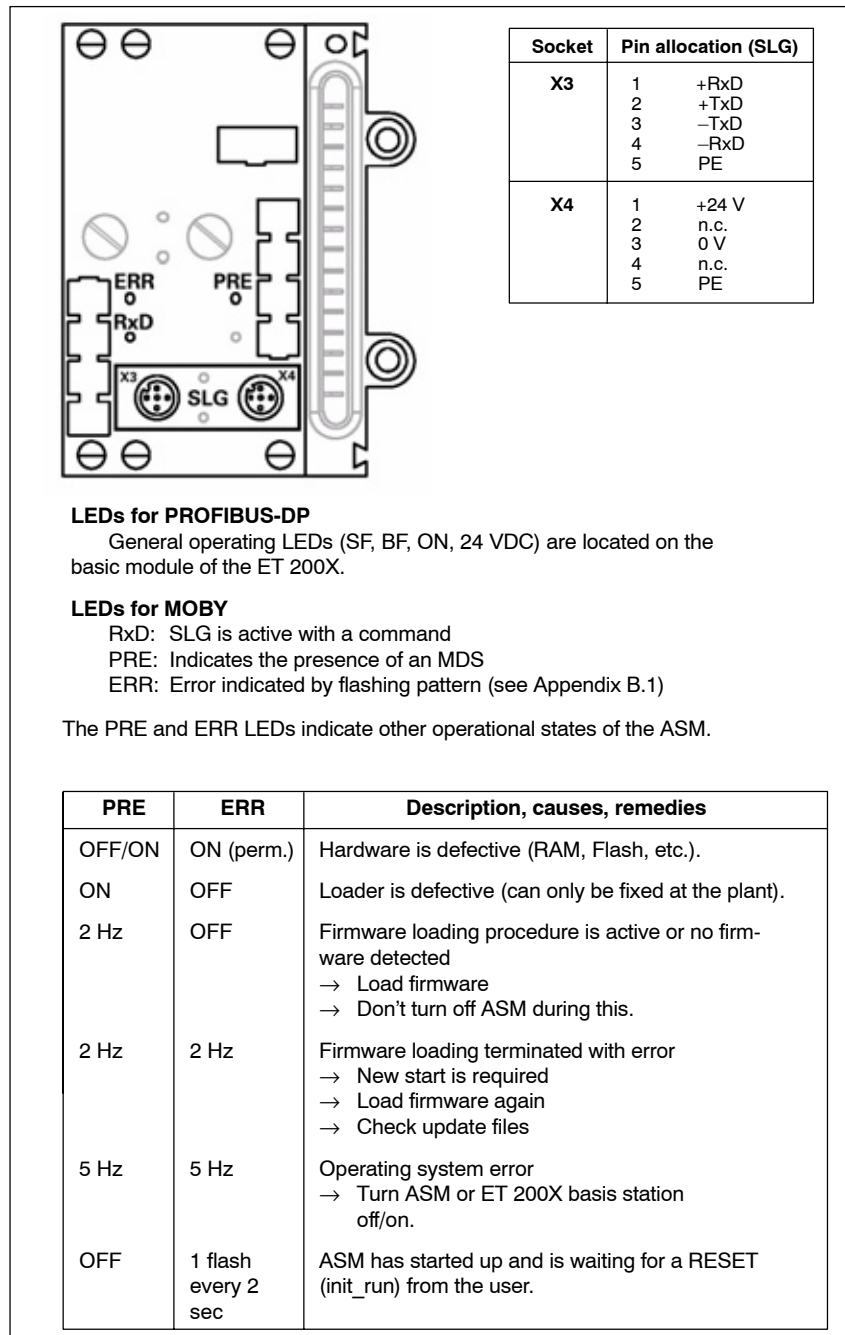 Socket Pin allocation (SLG)
X3 1 +RxD
2 +TxD
3 –TxD
4 –RxD
5 PE
X4 1 +24 V
2 n.c.
3 0 V
4 n.c.
5 PE
ERR PRE
RxD
X3 SLG X4
LEDs for PROFIBUS-DP
General operating LEDs (SF, BF, ON, 24 VDC) are located on the
basic module of the ET 200X.
LEDs for MOBY
RxD: SLG is active with a command
PRE: Indicates the presence of an MDS
ERR: Error indicated by flashing pattern (see Appendix B.1)
The PRE and ERR LEDs indicate other operational states of the ASM.
PRE ERR Description, causes, remedies
OFF/ON ON (perm.) Hardware is defective (RAM, Flash, etc.).
ON OFF Loader is defective (can only be fixed at the plant).
2 Hz OFF Firmware loading procedure is active or no firm-
ware detected
→ Load firmware
→ Don't turn off ASM during this.
2 Hz 2 Hz Firmware loading terminated with error
→ New start is required
→ Load firmware again
→ Check update files
5 Hz 5 Hz Operating system error
→ Turn ASM or ET 200X basis station
off/on.
OFF 1 flash ASM has started up and is waiting for a RESET
every 2 (init_run) from the user.
sec